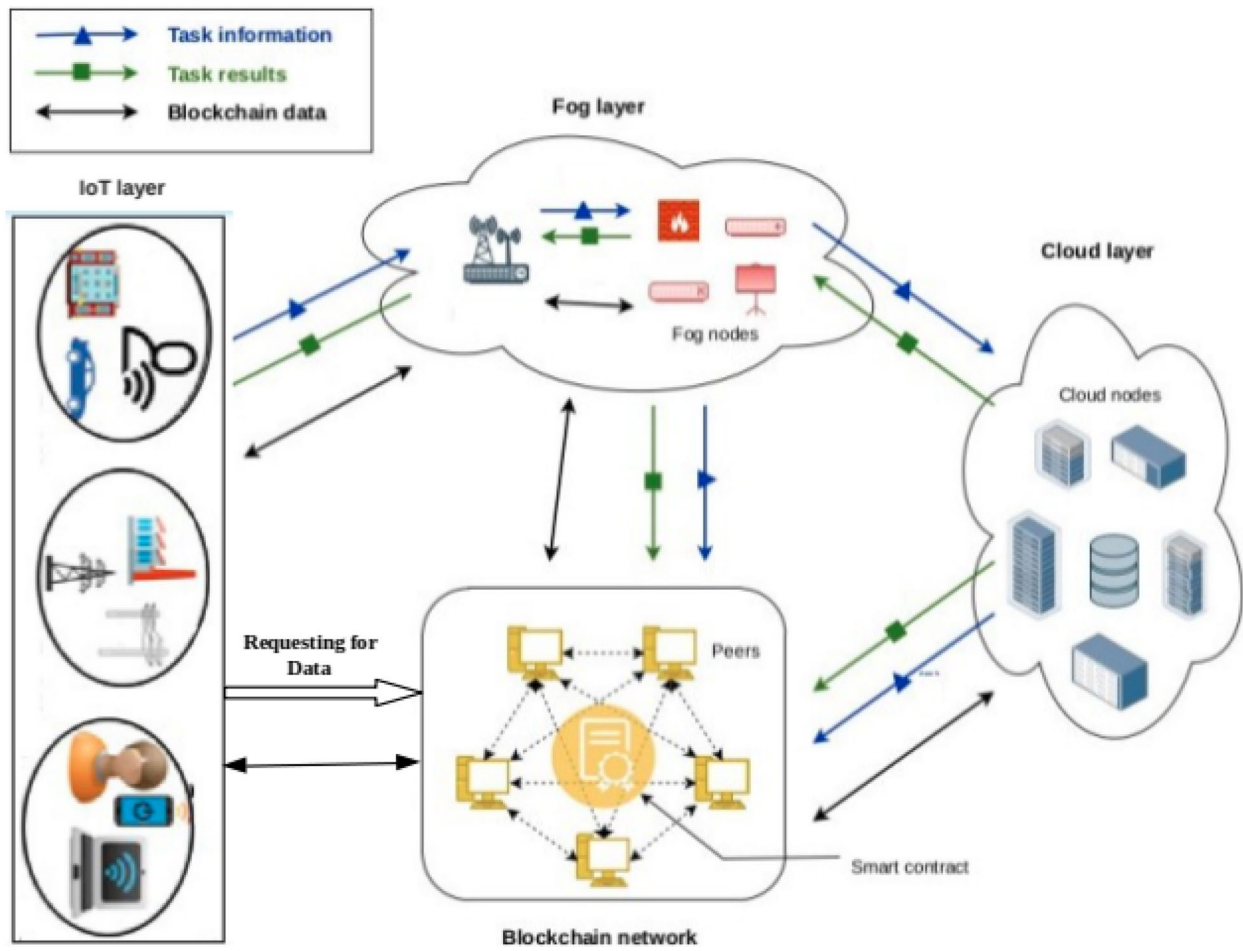 Task information
Task results
Blockchain data
Fog layer
IoT layer
Cloud layer
Fog nodes
Cloud nodes
Requesting for
Data
Peers
Smart contract
Blockchain network